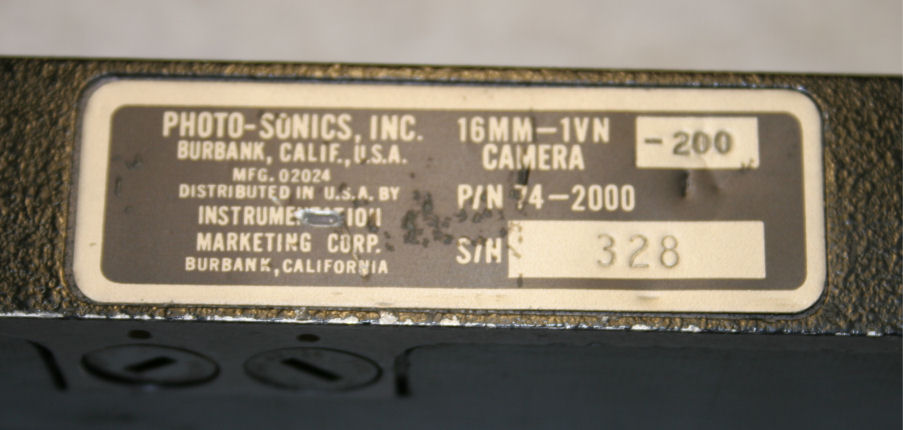 PHOTO-SONICS, INC.
BURBANK, CALIF., U.S.A.
MFG. 02024
DISTRIBUTED IN U.S.A. BY
INSTRUMENTATION
MARKETING CORP.
BURBANK, CALIFORNIA
16MM-1VN -200
CAMERA
P/N 74-2000
S/N 328